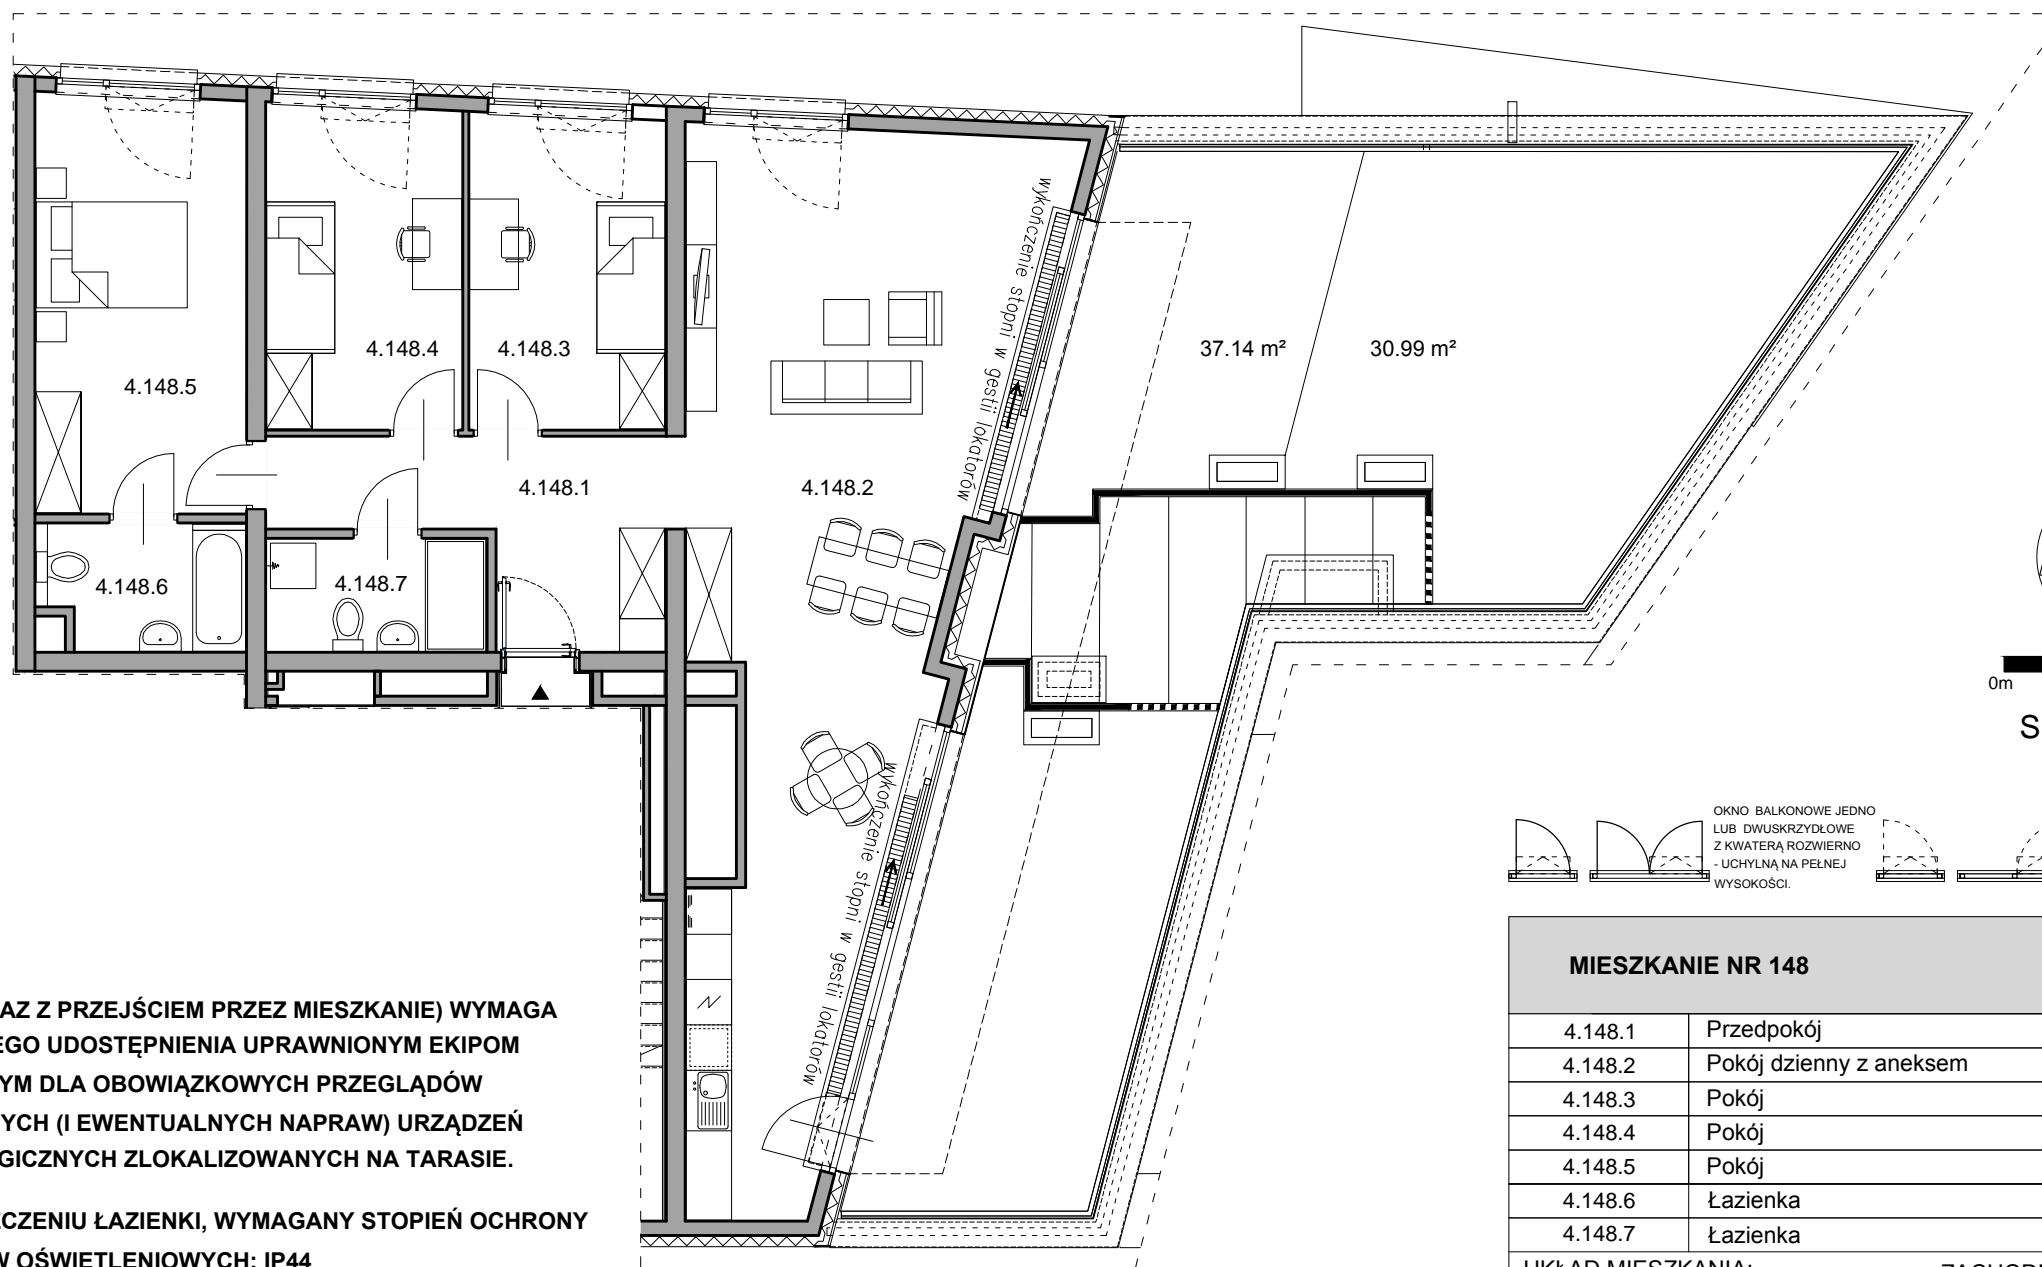 wykończenie stopni w gestii lokatorów
37.14 m²
30.99 m²
4.148.4
4.148.3
4.148.5
4.148.1
4.148.2
4.148.6
4.148.7
wykończenie stopni w gestii lokatorów
0m
S
OKNO BALKONOWE JEDNO
LUB DWUSKRZYDŁOWE
Z KWATERĄ ROZWIERNO
- UCHYLNĄ NA PEŁNEJ
WYSOKOŚCI.
AZ Z PRZEJŚCIEM PRZEZ MIESZKANIE) WYMAGA
EGO UDOSTĘPNIENIA UPRAWNIONYM EKIPOM
YM DLA OBOWIĄZKOWYCH PRZEGLĄDÓW
YCH (I EWENTUALNYCH NAPRAW) URZĄDZEŃ
GICZNYCH ZLOKALIZOWANYCH NA TARASIE.
CZENIU ŁAZIENKI, WYMAGANY STOPIEŃ OCHRONY
W OŚWIETLENIOWYCH: IP44
MIESZKANIE NR 148
4.148.1 Przedpokój
4.148.2 Pokój dzienny z aneksem
4.148.3 Pokój
4.148.4 Pokój
4.148.5 Pokój
4.148.6 Łazienka
4.148.7 Łazienka
UKŁAD MIESZKANIA: